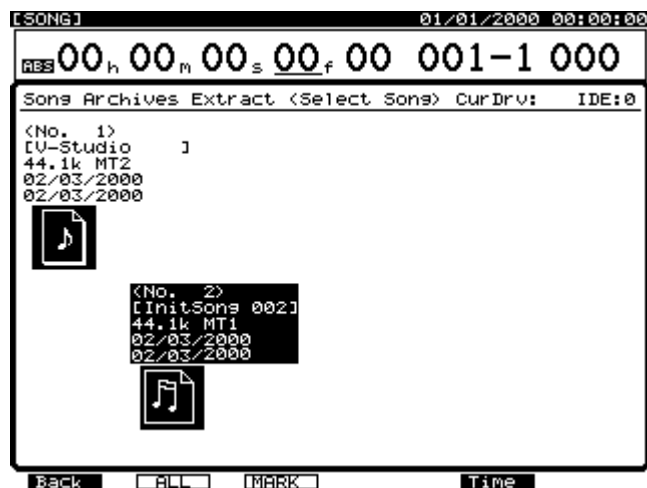 [SONG] 01/01/2000 00:00:00
ABS 00h 00m 00s 00f 00 001-1 000
Song Archives Extract <Select Song> CurDrv: IDE:0
<No. 1>
[V-Studio ]
44.1k MT2
02/03/2000
02/03/2000
<No. 2>
[InitSong 002]
44.1k MT1
02/03/2000
02/03/2000
Back ALL MARK Time